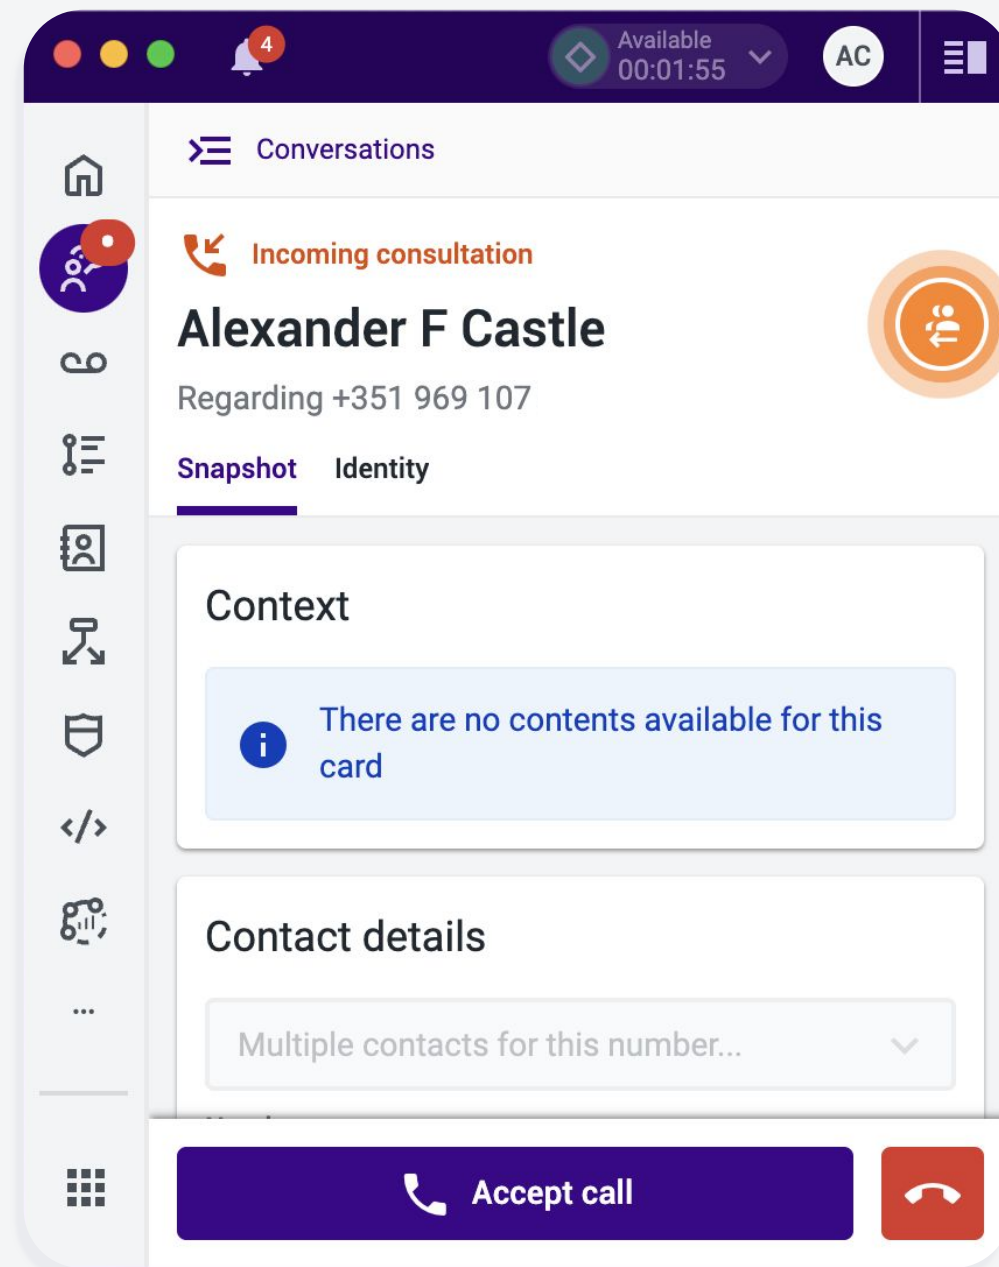 4
Available
00:01:55
AC
Conversations
Incoming consultation
Alexander F Castle
Regarding +351 969 107
Snapshot Identity
Context
There are no contents available for this
card
Contact details
Multiple contacts for this number...
Accept call